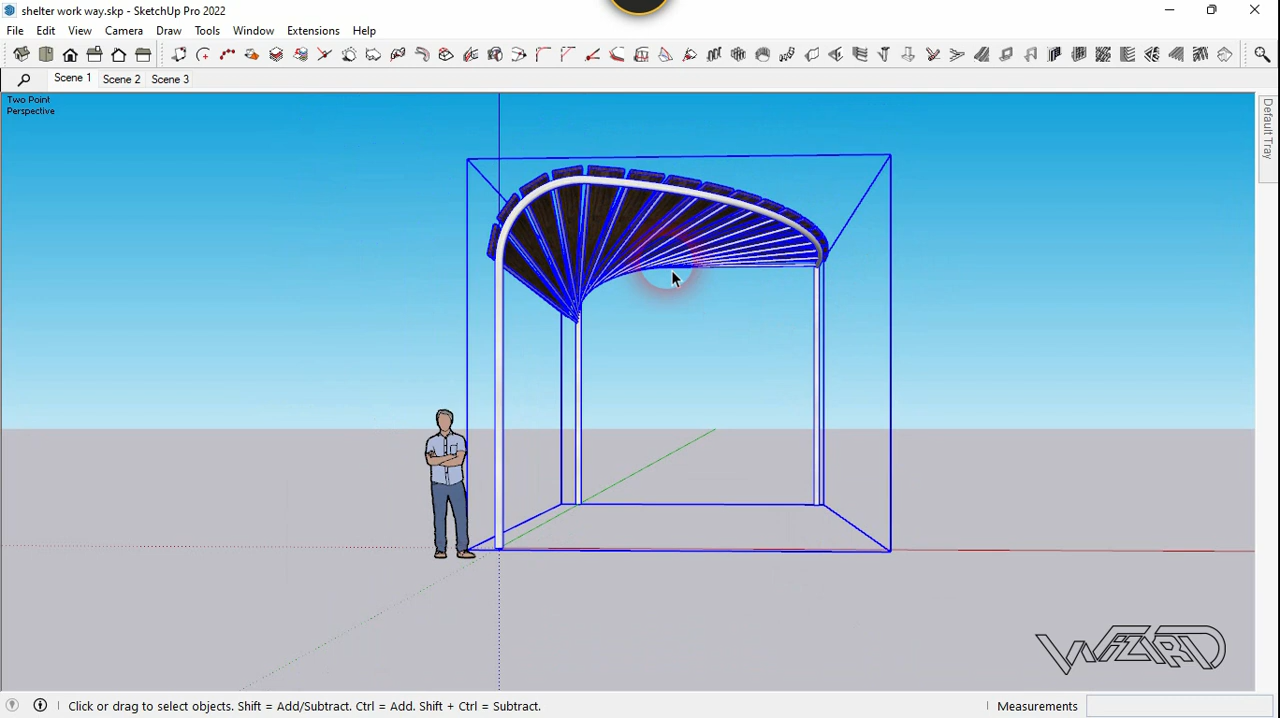 shelter work way.skp - SketchUp Pro 2022
File Edit View Camera Draw Tools Window Extensions Help
Scene 1 Scene 2 Scene 3
Two Point
Perspective
Default Tray
WIZARD
Click or drag to select objects. Shift = Add/Subtract. Ctrl = Add. Shift + Ctrl = Subtract.
Measurements